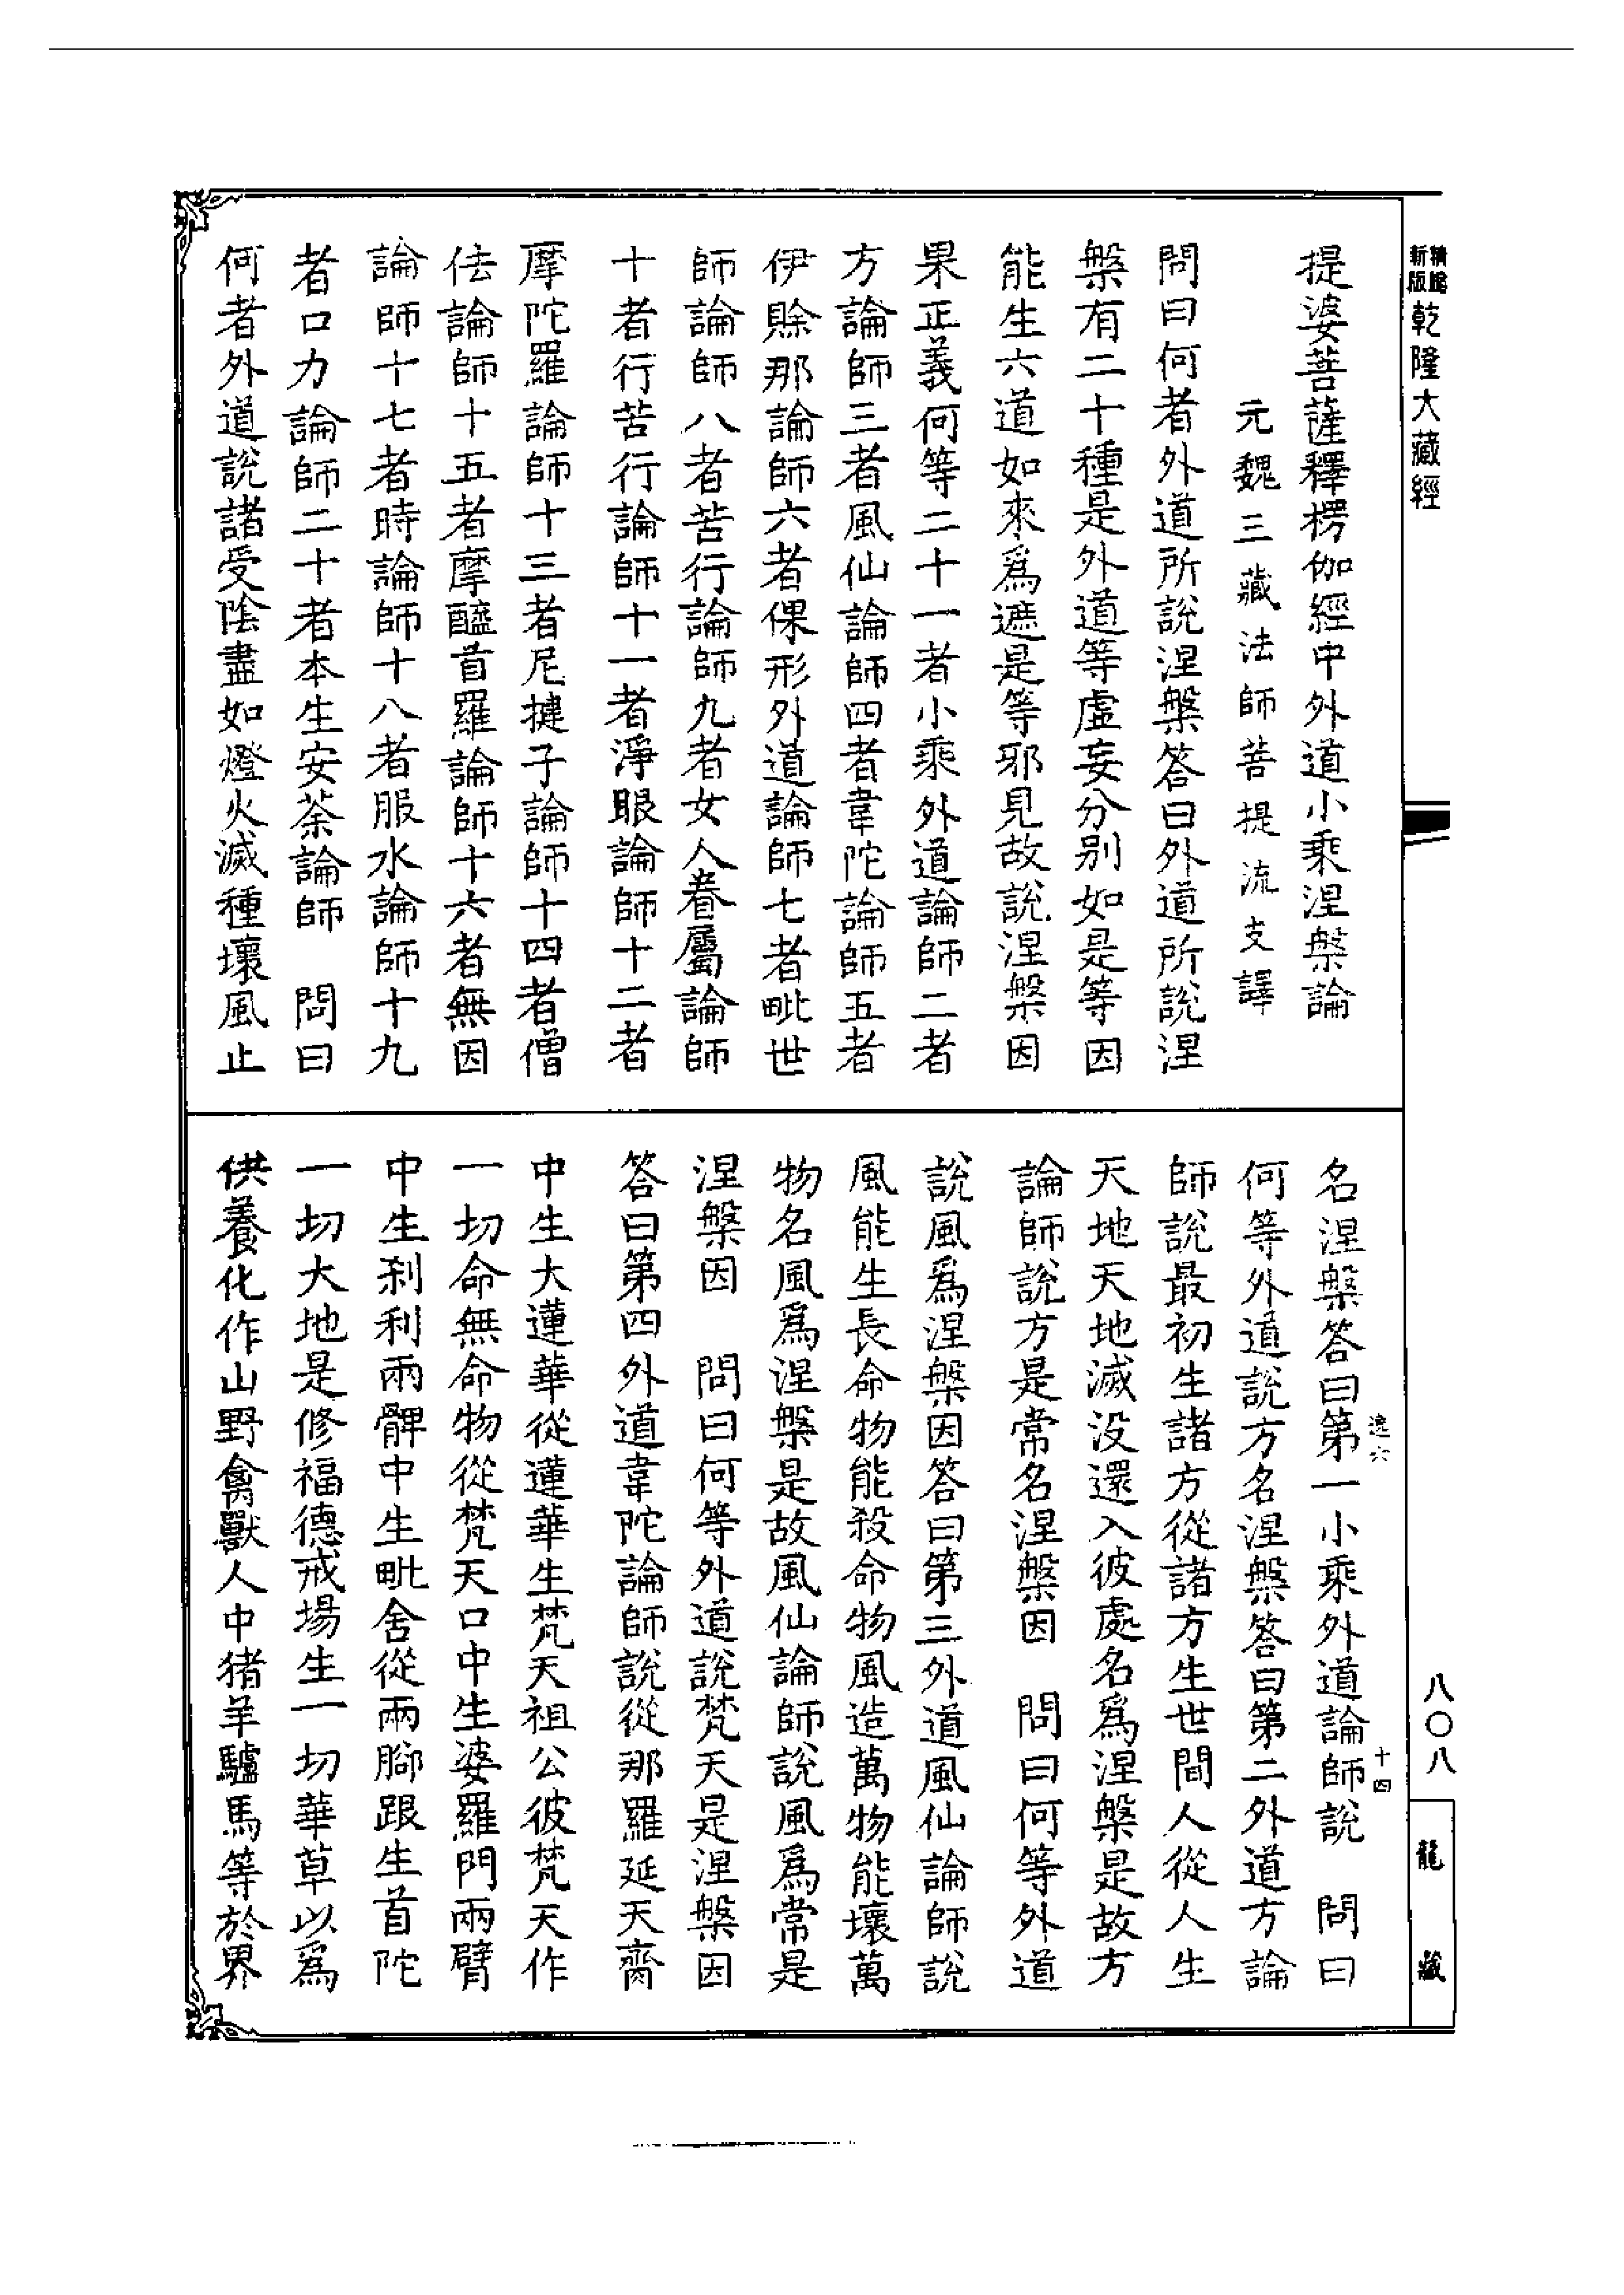 新版精縮乾隆大藏經
提婆菩薩釋楞伽經中外道小乘涅槃論
元魏三藏法師菩提流支譯
問曰何者外道所說涅槃答曰外道所說涅
槃有二十種是外道等虛妄分別如是等因
能生六道如來爲遮是等邪見故說涅槃因
果正義何等二十一者小乘外道論師二者
方論師三者風仙論師四者韋陀論師五者
伊賒那論師六者倮形外道論師七者毗世
師論師八者苦行論師九者女人眷屬論師
十者行苦行論師十一者淨眼論師十二者
摩陀羅論師十三者尼揵子論師十四者僧
佉論師十五者摩醯首羅論師十六者無因
論師十七者時論師十八者服水論師十九
者口力論師二十者本生安荼論師　問曰
何者外道說諸受陰盡如燈火滅種壞風止
名涅槃答曰第一小乘外道論師說　問曰
何等外道說方名涅槃答曰第二外道方論
師說最初生諸方從諸方生世間人從人生
天地天地滅沒還入彼處名爲涅槃是故方
論師說方是常名涅槃因　問曰何等外道
說風爲涅槃因答曰第三外道風仙論師說
風能生長命物能殺命物風造萬物能壞萬
物名風爲涅槃是故風仙論師說風爲常是
涅槃因　問曰何等外道說梵天是涅槃因
答曰第四外道韋陀論師說從那羅延天齎
中生大蓮華從蓮華生梵天祖公彼梵天作
一切命無命物從梵天口中生婆羅門兩臂
中生剎利兩髀中生毗舍從兩腳跟生首陀
一切大地是修福德戒場生一切華草以爲
供養化作山野禽獸人中猪羊驢馬等於界
十四
八〇八
龍藏